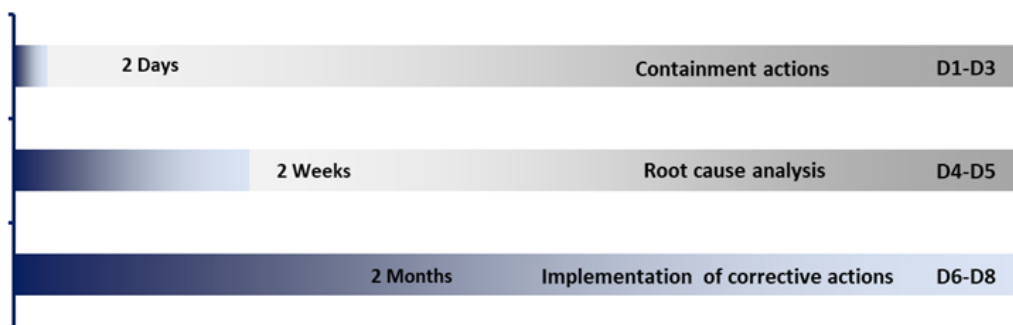 2 Days Containment actions D1-D3
2 Weeks Root cause analysis D4-D5
2 Months Implementation of corrective actions D6-D8